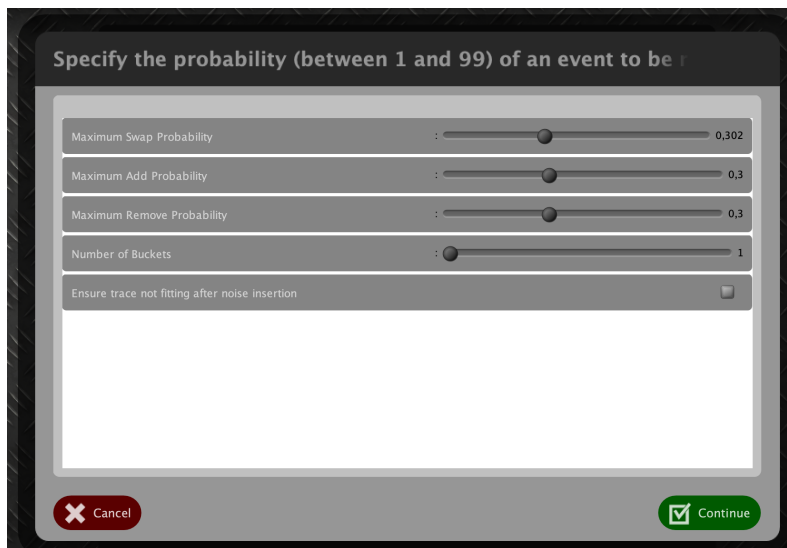 Specify the probability (between 1 and 99) of an event to be
Maximum Swap Probability : 0,302
Maximum Add Probability : 0,3
Maximum Remove Probability : 0,3
Number of Buckets : 1
Ensure trace not fitting after noise insertion
Cancel
Continue